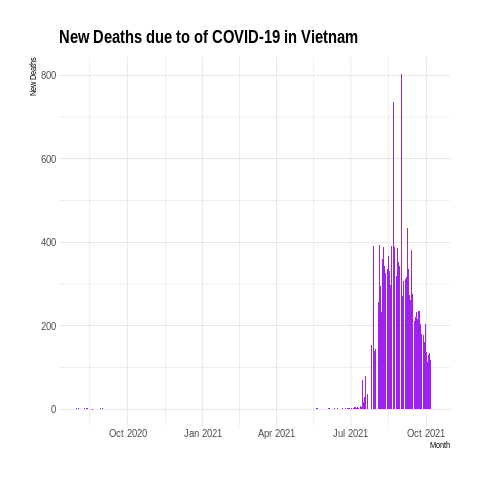 New Deaths due to of COVID-19 in Vietnam
New Deaths
800
600
400
200
0
Oct 2020 Jan 2021 Apr 2021 Jul 2021 Oct 2021
Month